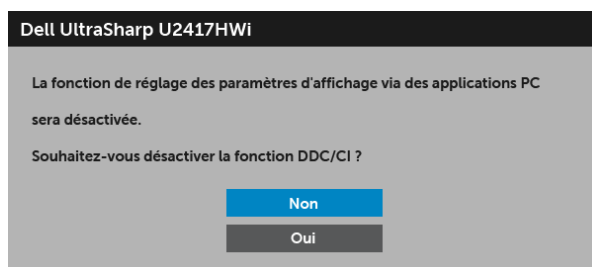 Dell UltraSharp U2417HWi
La fonction de réglage des paramètres d'affichage via des applications PC
sera désactivée.
Souhaitez-vous désactiver la fonction DDC/CI ?
Non
Oui